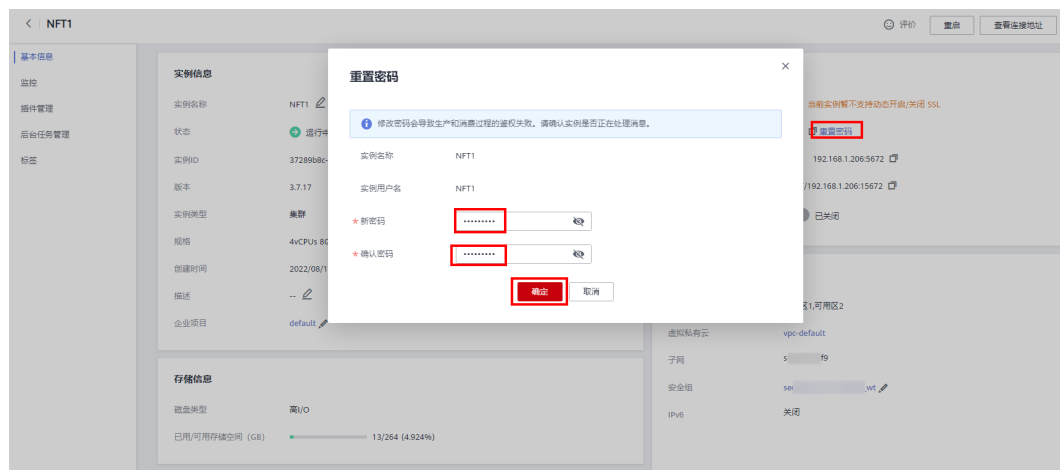 NFT1
评价
重启
查看连接地址
基本信息
监控
插件管理
后台任务管理
标签
实例信息
实例名称 NFT1
状态 运行中
实例ID 37289b8c-
版本 3.7.17
实例类型 集群
规格 4vCPUs 8G
创建时间 2022/08/1
描述 --
企业项目 default
存储信息
磁盘类型 高I/O
已用/可用存储空间 (GB) 13/264 (4.924%)
重置密码
修改密码会导致生产和消费过程的鉴权失败。请确认实例是否正在处理消息。
实例名称 NFT1
实例用户名 NFT1
*新密码 ·········
*确认密码 ·········
确定 取消
当前实例暂不支持动态开启/关闭 SSL
重置密码
192.168.1.206:5672
/192.168.1.206:15672
已关闭
区1,可用区2
虚拟私有云 vpc-default
子网 s f9
安全组 wt
IPv6 关闭